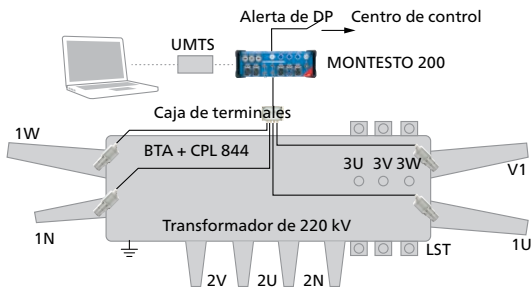 Alerta de DP
Centro de control
UMTS
MONTESTO 200
Caja de terminales
1W
BTA + CPL 844
3U 3V 3W
V1
1N
Transformador de 220 kV
1U
LST
2V 2U 2N